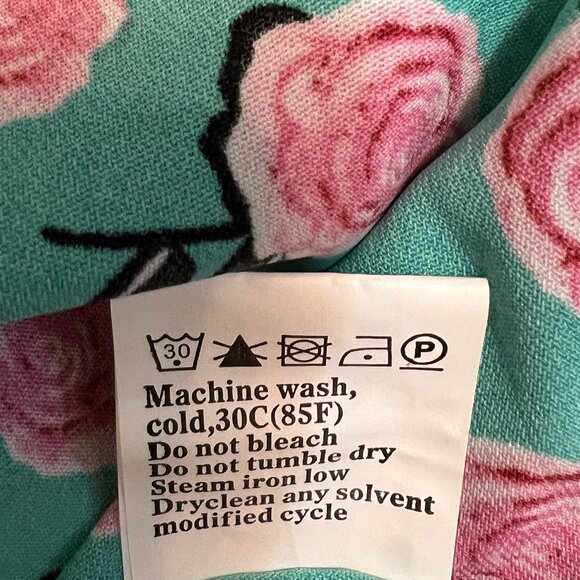 30 P
Machine wash,
cold,30C(85F)
Do not bleach
Do not tumble dry
Steam iron low
Dryclean any solvent
modified cycle